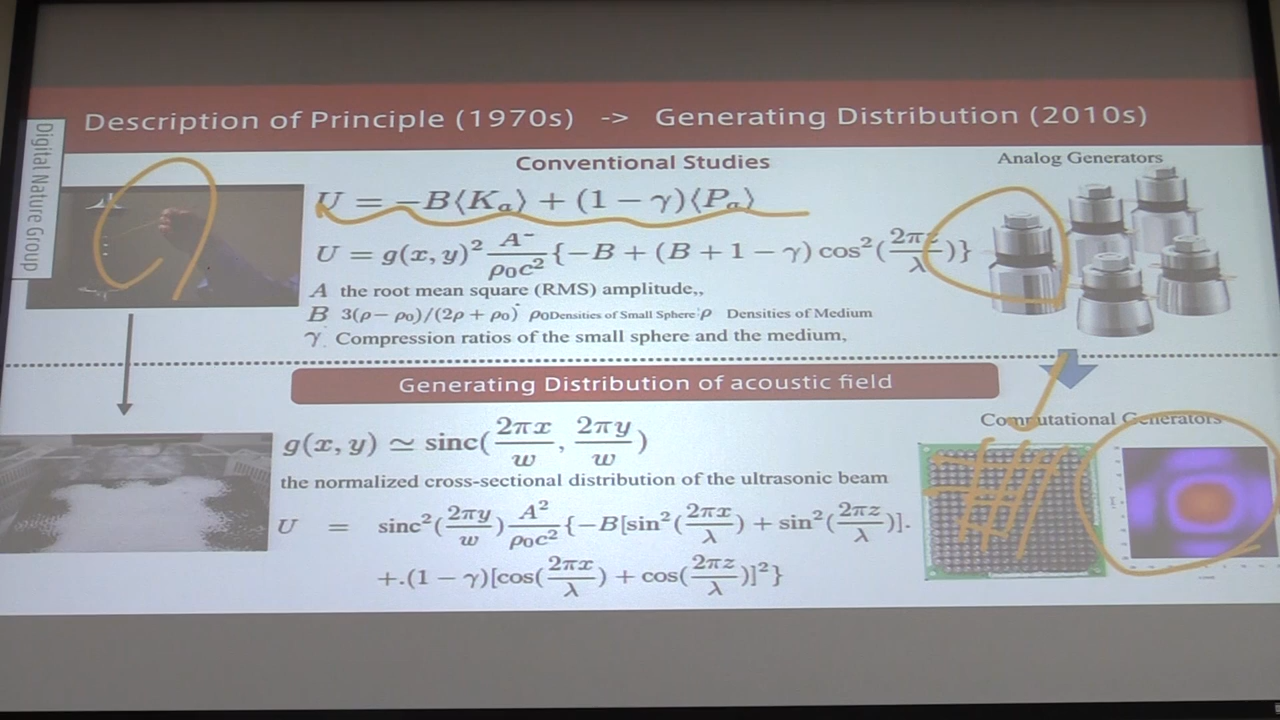 Description of Principle (1970s) -> Generating Distribution (2010s)
Digital Nature Group
Conventional Studies
Analog Generators
U = −B⟨Kₐ⟩ + (1 − γ)⟨Pₐ⟩
U = g(x, y)² A⁻/ρ₀c² {−B + (B + 1 − γ) cos²(2πz/λ)}
A the root mean square (RMS) amplitude,,
B 3(ρ− ρ₀)/(2ρ + ρ₀) ρ₀Densities of Small Sphere ρ Densities of Medium
γ Compression ratios of the small sphere and the medium,
Generating Distribution of acoustic field
Computational Generators
g(x, y) ≃ sinc(2πx/w, 2πy/w)
the normalized cross-sectional distribution of the ultrasonic beam
U = sinc²(2πy/w) A²/ρ₀c² {−B[sin²(2πx/λ) + sin²(2πz/λ)].
+.(1 − γ)[cos(2πx/λ) + cos(2πz/λ)]²}